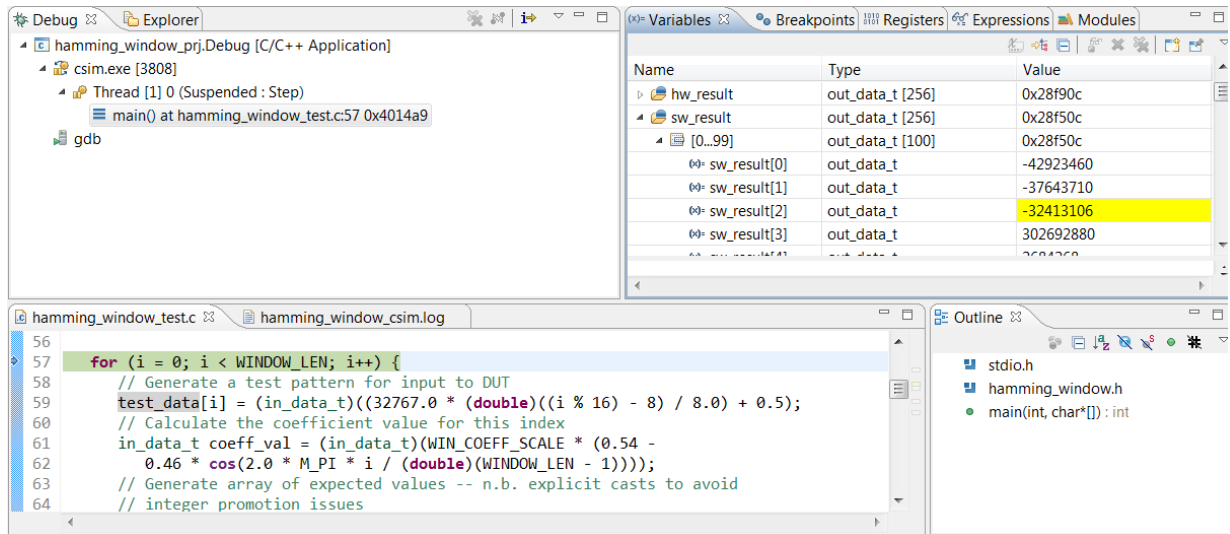 Debug Explorer
hamming_window_prj.Debug [C/C++ Application]
csim.exe [3808]
Thread [1] 0 (Suspended : Step)
main() at hamming_window_test.c:57 0x4014a9
gdb
(x)= Variables Breakpoints 1010 0101 Registers Expressions Modules
Name Type Value
hw_result out_data_t [256] 0x28f90c
sw_result out_data_t [256] 0x28f50c
[0...99] out_data_t [100] 0x28f50c
(x)= sw_result[0] out_data_t -42923460
(x)= sw_result[1] out_data_t -37643710
(x)= sw_result[2] out_data_t -32413106
(x)= sw_result[3] out_data_t 302692880
hamming_window_test.c hamming_window_csim.log
56
57 for (i = 0; i < WINDOW_LEN; i++) {
58 // Generate a test pattern for input to DUT
59 test_data[i] = (in_data_t)((32767.0 * (double)((i % 16) - 8) / 8.0) + 0.5);
60 // Calculate the coefficient value for this index
61 in_data_t coeff_val = (in_data_t)(WIN_COEFF_SCALE * (0.54 -
62 0.46 * cos(2.0 * M_PI * i / (double)(WINDOW_LEN - 1))));
63 // Generate array of expected values -- n.b. explicit casts to avoid
64 // integer promotion issues
Outline
stdio.h
hamming_window.h
main(int, char*[]) : int